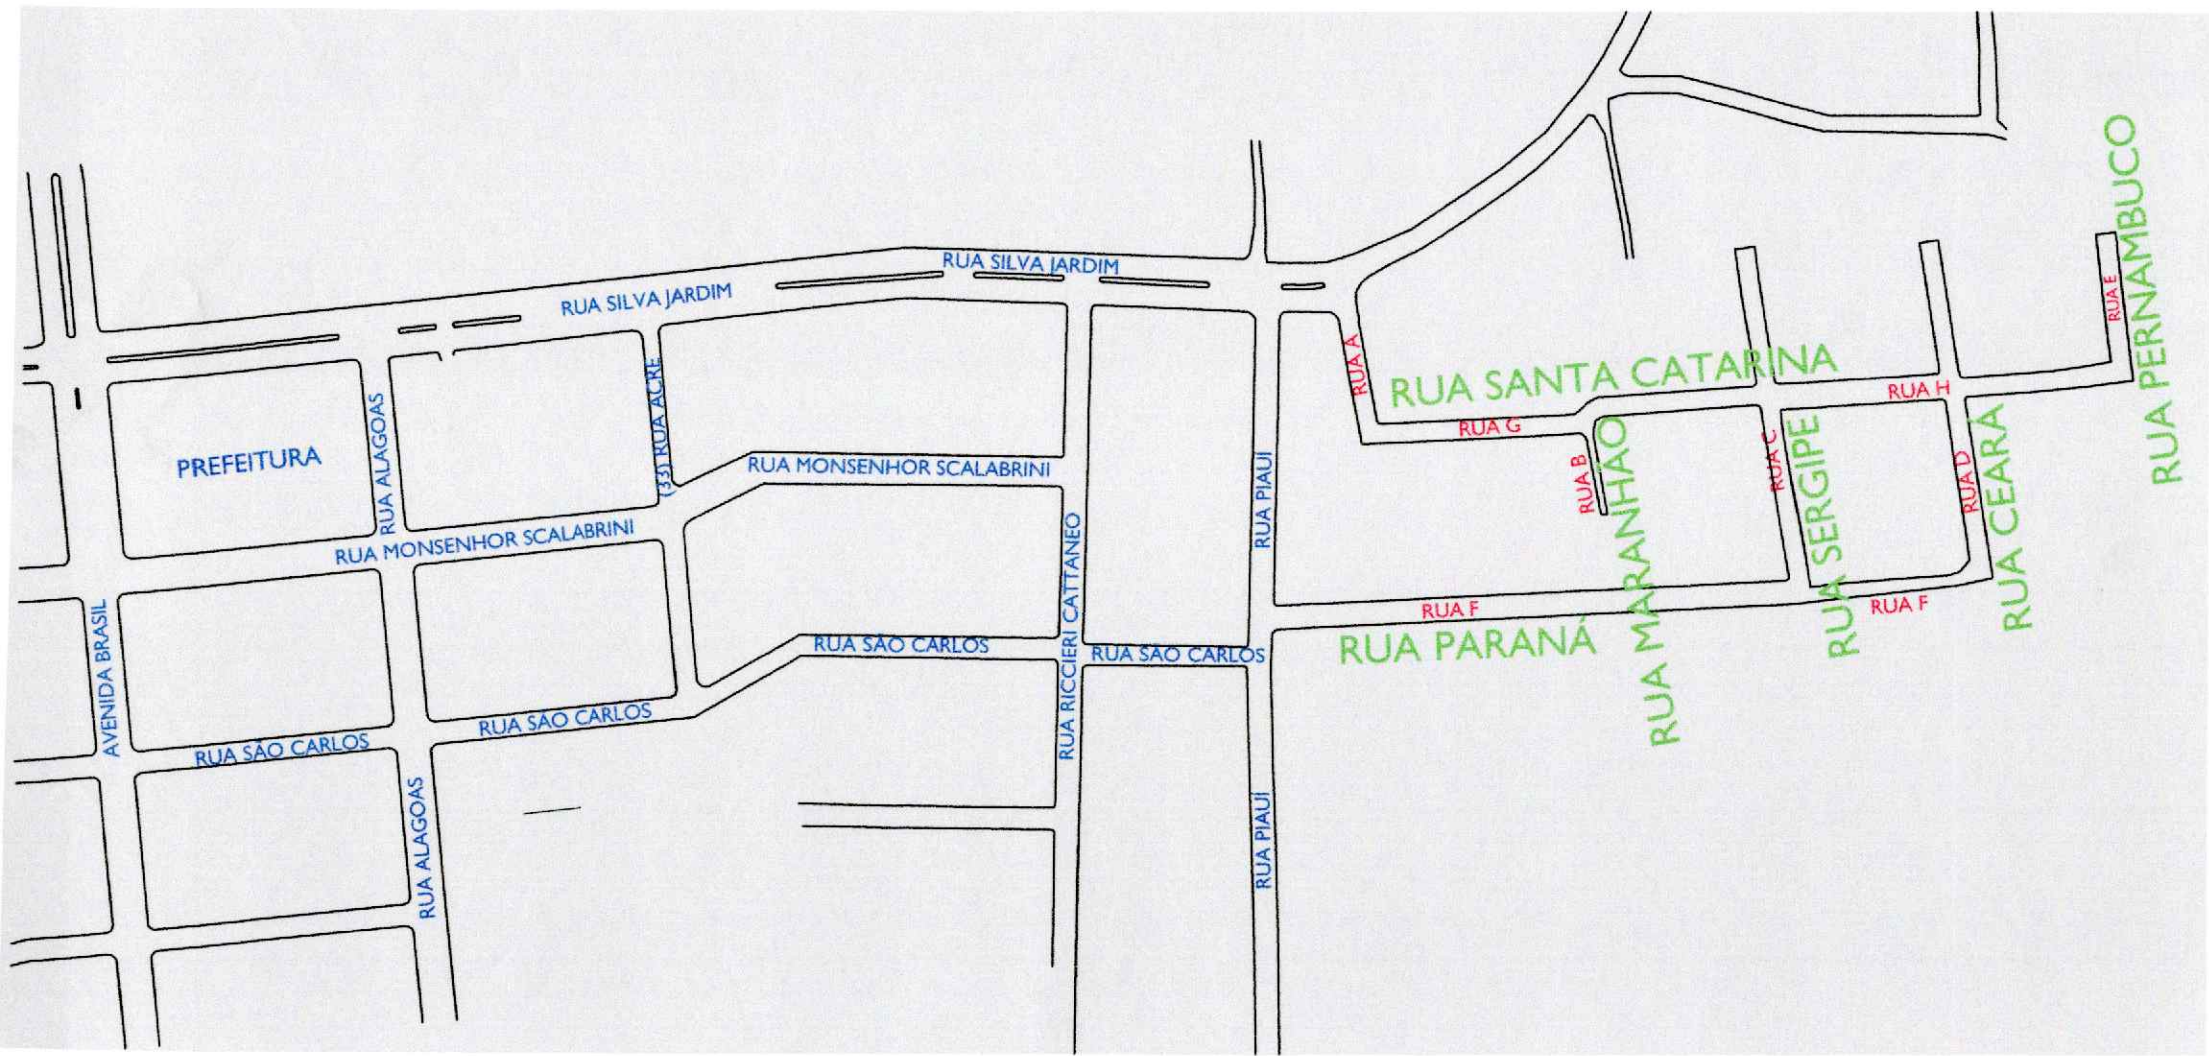 RUA SILVA JARDIM
RUA SILVA JARDIM
PREFEITURA
RUA ALAGOAS
(33) RUA ACRE
RUA MONSENHOR SCALABRINI
RUA MONSENHOR SCALABRINI
AVENIDA BRASIL
RUA SÃO CARLOS
RUA SÃO CARLOS
RUA SÃO CARLOS
RUA SÃO CARLOS
RUA ALAGOAS
RUA RICCIERI CATTANEO
RUA PIAUÍ
RUA PIAUÍ
RUA A
RUA SANTA CATARINA
RUA G
RUA H
RUA B
RUA MARANHÃO
RUA C
RUA SERGIPE
RUA D
RUA CEARÁ
RUA E
RUA PERNAMBUCO
RUA F
RUA F
RUA PARANÁ